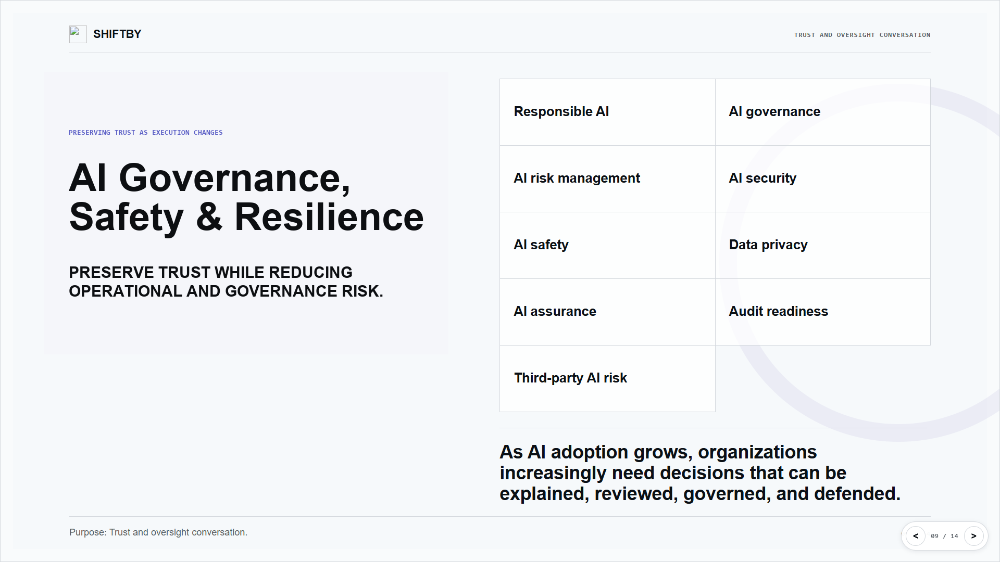 SHIFTBY
TRUST AND OVERSIGHT CONVERSATION
PRESERVING TRUST AS EXECUTION CHANGES
AI Governance,
Safety & Resilience
PRESERVE TRUST WHILE REDUCING
OPERATIONAL AND GOVERNANCE RISK.
Responsible AI
AI governance
AI risk management
AI security
AI safety
Data privacy
AI assurance
Audit readiness
Third-party AI risk
As AI adoption grows, organizations
increasingly need decisions that can be
explained, reviewed, governed, and defended.
Purpose: Trust and oversight conversation.
< 09 / 14 >